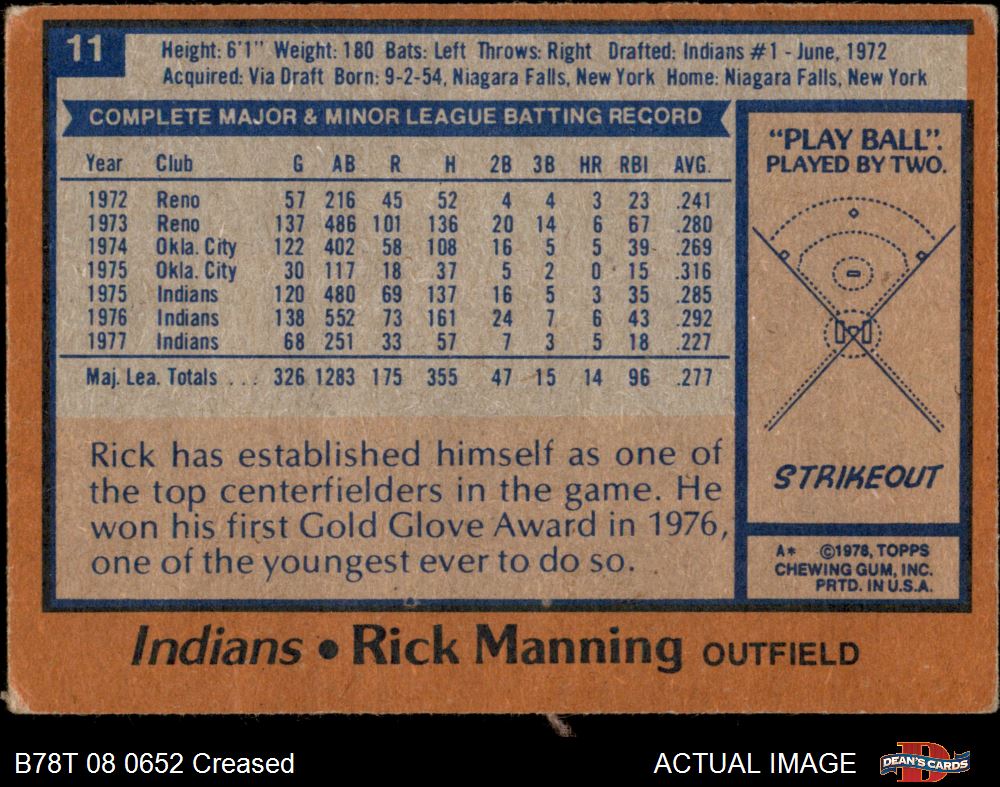 11
Height: 6'1" Weight: 180 Bats: Left Throws: Right Drafted: Indians #1 - June, 1972
Acquired: Via Draft Born: 9-2-54, Niagara Falls, New York Home: Niagara Falls, New York
COMPLETE MAJOR & MINOR LEAGUE BATTING RECORD
Year Club G AB R H 2B 3B HR RBI AVG.
1972 Reno 57 216 45 52 4 4 3 23 .241
1973 Reno 137 486 101 136 20 14 6 67 .280
1974 Okla. City 122 402 58 108 16 5 5 39 .269
1975 Okla. City 30 117 18 37 5 2 0 15 .316
1975 Indians 120 480 69 137 16 5 3 35 .285
1976 Indians 138 552 73 161 24 7 6 43 .292
1977 Indians 68 251 33 57 7 3 5 18 .227
Maj. Lea. Totals . . . 326 1283 175 355 47 15 14 96 .277
Rick has established himself as one of
the top centerfielders in the game. He
won his first Gold Glove Award in 1976,
one of the youngest ever to do so.
"PLAY BALL".
PLAYED BY TWO.
STRIKEOUT
A* ©1978, TOPPS
CHEWING GUM, INC.
PRTD. IN U.S.A.
Indians • Rick Manning OUTFIELD
B78T 08 0652 Creased
ACTUAL IMAGE
D
DEAN'S CARDS